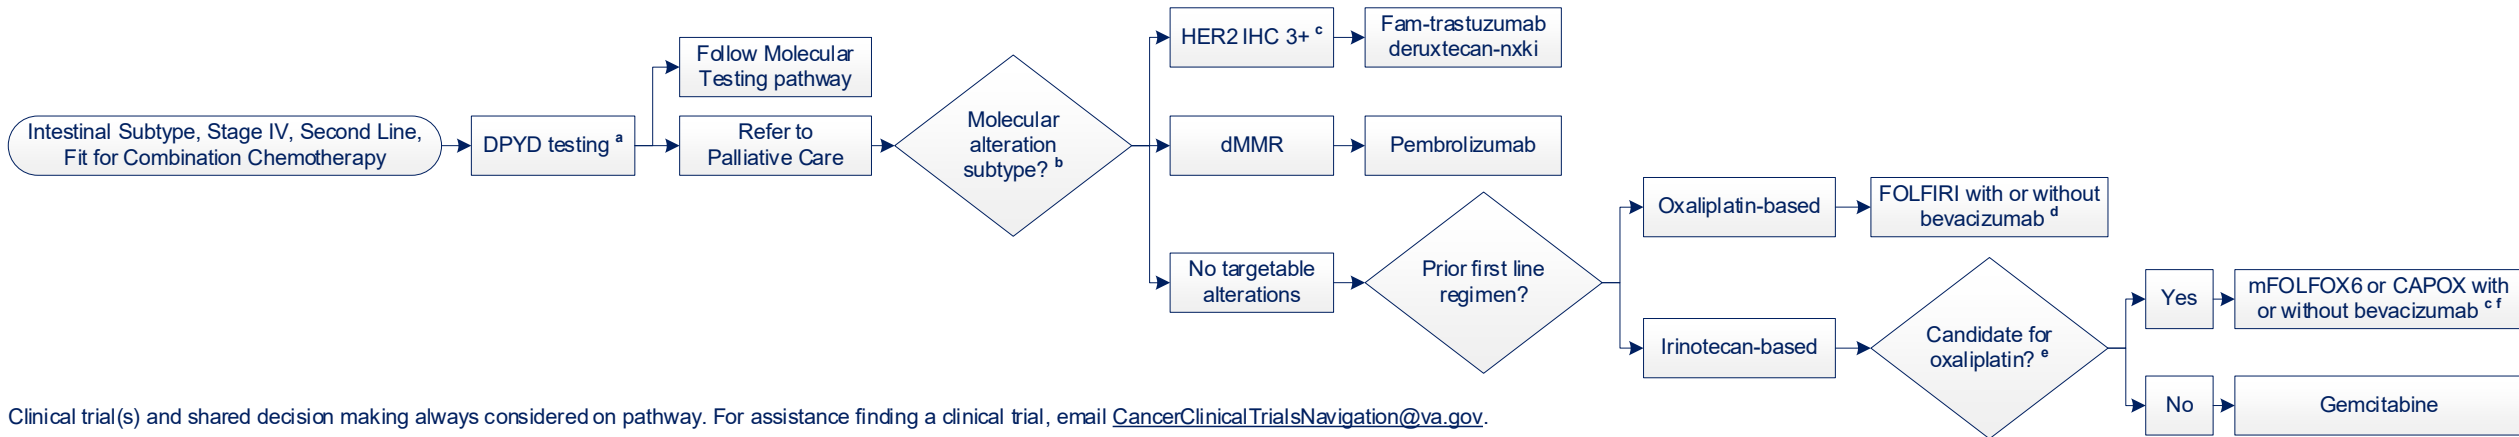 Intestinal Subtype, Stage IV, Second Line,
Fit for Combination Chemotherapy
DPYD testing a
Follow Molecular
Testing pathway
Refer to
Palliative Care
Molecular
alteration
subtype? b
HER2 IHC 3+ c
Fam-trastuzumab
deruxtecan-nxki
dMMR
Pembrolizumab
No targetable
alterations
Prior first line
regimen?
Oxaliplatin-based
FOLFIRI with or without
bevacizumab d
Irinotecan-based
Candidate for
oxaliplatin? e
Yes
mFOLFOX6 or CAPOX with
or without bevacizumab c f
No
Gemcitabine
Clinical trial(s) and shared decision making always considered on pathway. For assistance finding a clinical trial, email CancerClinicalTrialsNavigation@va.gov.